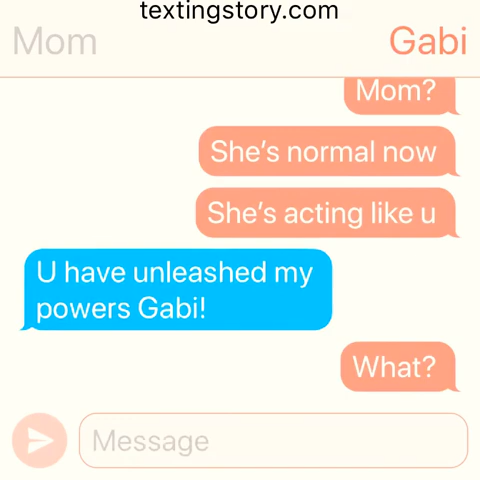 textingstory.com
Mom
Gabi
Mom?
She's normal now
She's acting like u
U have unleashed my
powers Gabi!
What?
Message